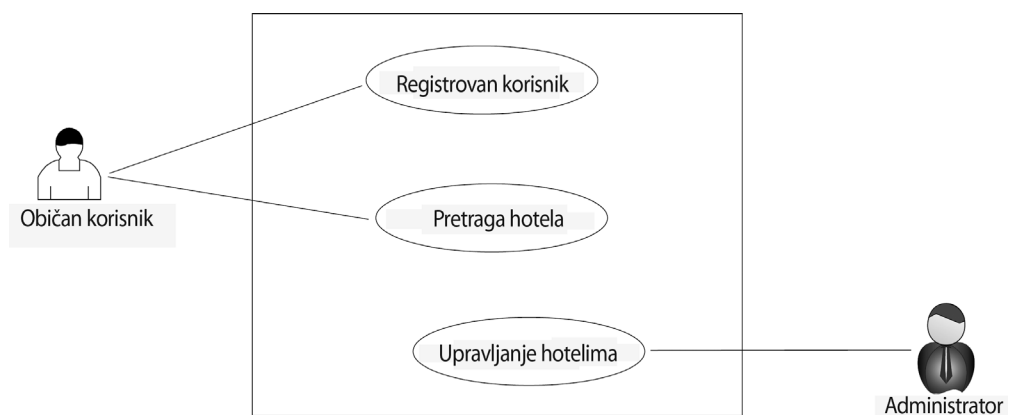 Registrovan korisnik
Običan korisnik
Pretraga hotela
Upravljanje hotelima
Administrator